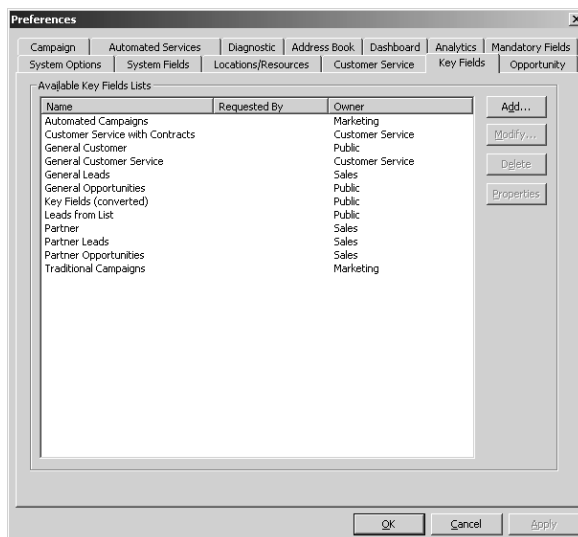 Preferences
Campaign Automated Services Diagnostic Address Book Dashboard Analytics Mandatory Fields
System Options System Fields Locations/Resources Customer Service Key Fields Opportunity
Available Key Fields Lists
Name Requested By Owner
Automated Campaigns Marketing
Customer Service with Contracts Customer Service
General Customer Public
General Customer Service Customer Service
General Leads Sales
General Opportunities Public
Key Fields (converted) Public
Leads from List Public
Partner Sales
Partner Leads Sales
Partner Opportunities Sales
Traditional Campaigns Marketing
Add...
Modify...
Delete
Properties
OK Cancel Apply